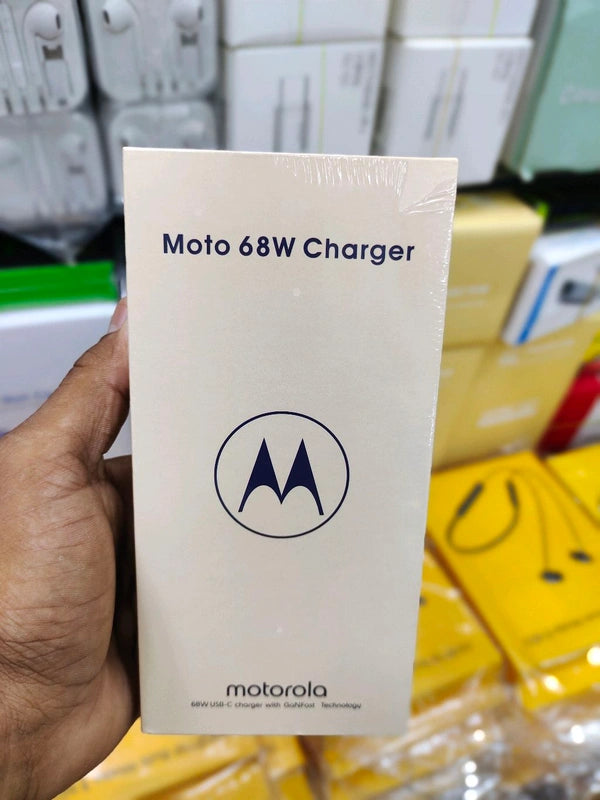 Moto 68W Charger
motorola
68W USB-C charger with GaNFast Technology